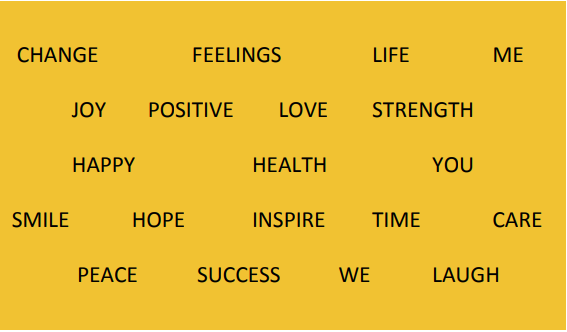 CHANGE FEELINGS LIFE ME
JOY POSITIVE LOVE STRENGTH
HAPPY HEALTH YOU
SMILE HOPE INSPIRE TIME CARE
PEACE SUCCESS WE LAUGH